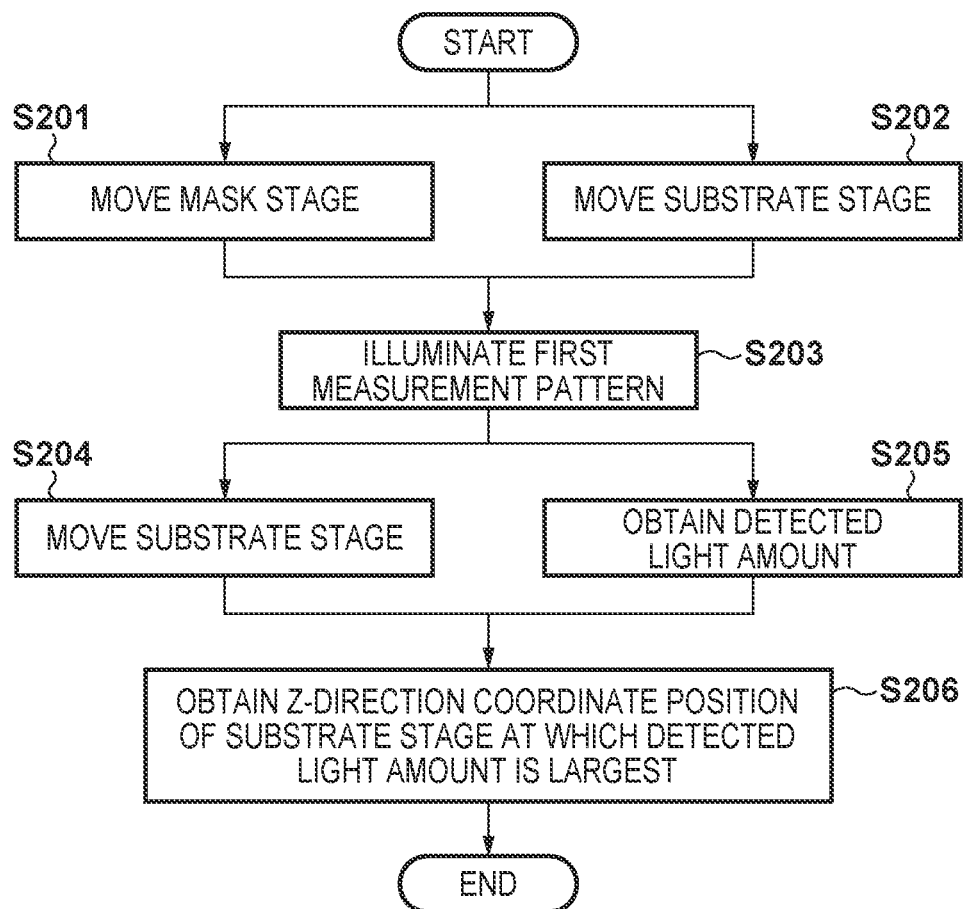 START
S201
S202
MOVE MASK STAGE
MOVE SUBSTRATE STAGE
ILLUMINATE FIRST
MEASUREMENT PATTERN
S203
S204
S205
MOVE SUBSTRATE STAGE
OBTAIN DETECTED
LIGHT AMOUNT
S206
OBTAIN Z-DIRECTION COORDINATE POSITION
OF SUBSTRATE STAGE AT WHICH DETECTED
LIGHT AMOUNT IS LARGEST
END